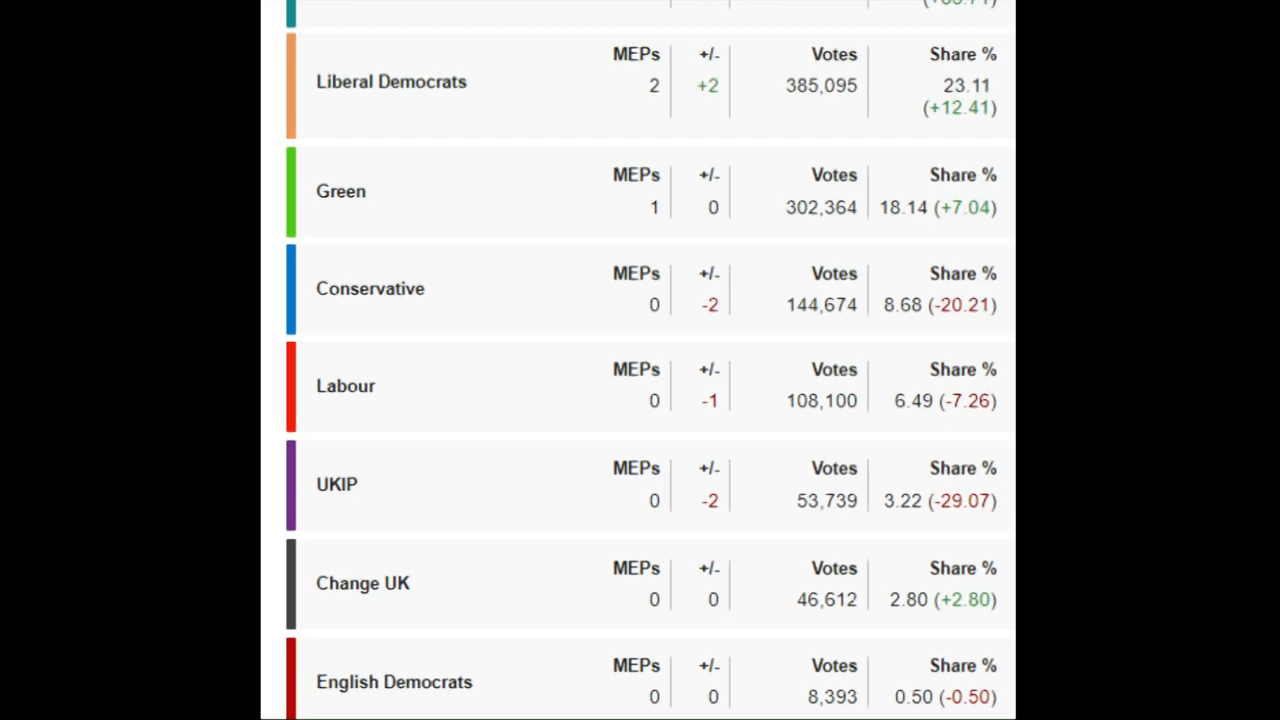 MEPs +/- Votes Share %
Liberal Democrats 2 +2 385,095 23.11
(+12.41)
MEPs +/- Votes Share %
Green 1 0 302,364 18.14 (+7.04)
MEPs +/- Votes Share %
Conservative 0 -2 144,674 8.68 (-20.21)
MEPs +/- Votes Share %
Labour 0 -1 108,100 6.49 (-7.26)
MEPs +/- Votes Share %
UKIP 0 -2 53,739 3.22 (-29.07)
MEPs +/- Votes Share %
Change UK 0 0 46,612 2.80 (+2.80)
MEPs +/- Votes Share %
English Democrats 0 0 8,393 0.50 (-0.50)